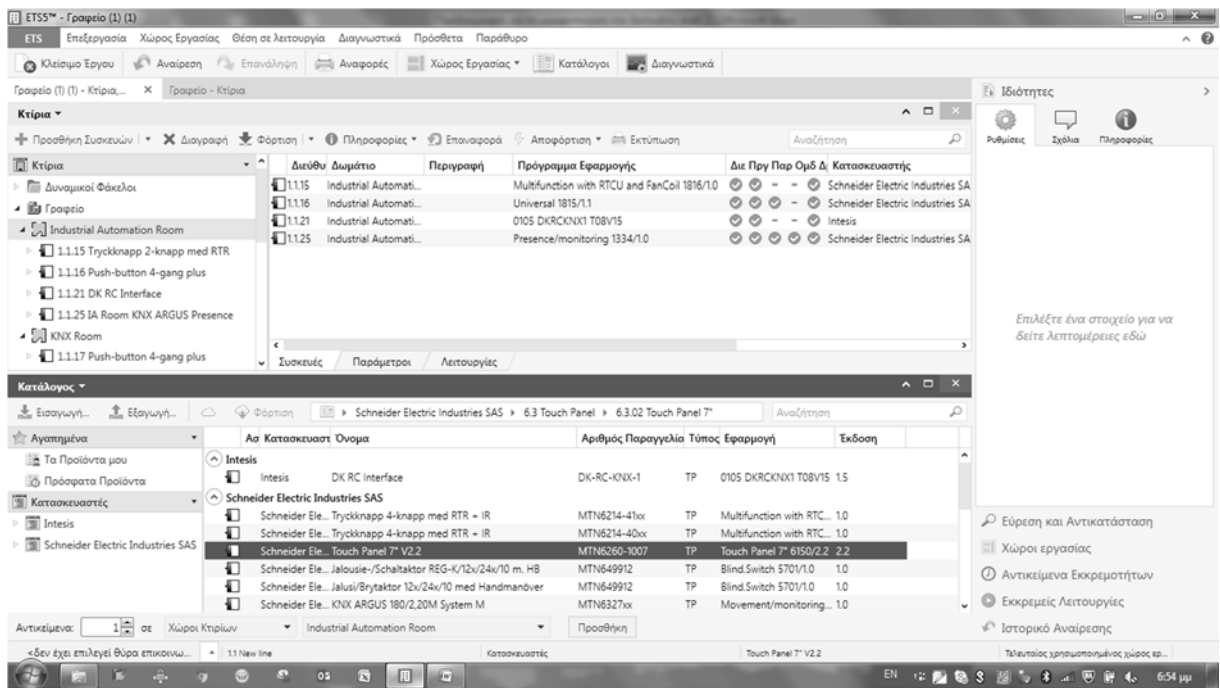 ETS5™ - Γραφείο (1) (1)
ETS Επεξεργασία Χώρος Εργασίας Θέση σε λειτουργία Διαγνωστικά Πρόσθετα Παράθυρο
Κλείσιμο Έργου Αναίρεση Επανάληψη Αναφορές Χώρος Εργασίας Κατάλογοι Διαγνωστικά
Γραφείο (1) (1) - Κτίρια,... Γραφείο - Κτίρια
Κτίρια
Προσθήκη Συσκευών Διαγραφή Φόρτιση Πληροφορίες Επαναφορά Αποφόρτιση Εκτύπωση Αναζήτηση
Κτίρια
Δυναμικοί Φάκελοι
Γραφείο
Industrial Automation Room
1.1.15 Tryckknapp 2-knapp med RTR
1.1.16 Push-button 4-gang plus
1.1.21 DK RC Interface
1.1.25 IA Room KNX ARGUS Presence
KNX Room
1.1.17 Push-button 4-gang plus
Διεύθυ Δωμάτιο Περιγραφή Πρόγραμμα Εφαρμογής Διε Πργ Παρ Ομδ Δ Κατασκευαστής
1.1.15 Industrial Automati... Multifunction with RTCU and FanCoil 1816/1.0 - - Schneider Electric Industries SA
1.1.16 Industrial Automati... Universal 1815/1.1 - Schneider Electric Industries SA
1.1.21 Industrial Automati... 0105 DKRCKNX1 T08V15 - - Intesis
1.1.25 Industrial Automati... Presence/monitoring 1334/1.0 Schneider Electric Industries SA
Συσκευές Παράμετροι Λειτουργίες
Ιδιότητες
Ρυθμίσεις Σχόλια Πληροφορίες
Επιλέξτε ένα στοιχείο για να
δείτε λεπτομέρειες εδώ
Κατάλογος
Εισαγωγή... Εξαγωγή... Φόρτιση Schneider Electric Industries SAS 6.3 Touch Panel 6.3.02 Touch Panel 7" Αναζήτηση
Αγαπημένα
Τα Προϊόντα μου
Πρόσφατα Προϊόντα
Κατασκευαστές
Intesis
Schneider Electric Industries SAS
Ασ Κατασκευαστ Όνομα Αριθμός Παραγγελία Τύπος Εφαρμογή Έκδοση
Intesis
Intesis DK RC Interface DK-RC-KNX-1 TP 0105 DKRCKNX1 T08V15 1.5
Schneider Electric Industries SAS
Schneider Ele... Tryckknapp 4-knapp med RTR + IR MTN6214-41xx TP Multifunction with RTC... 1.0
Schneider Ele... Tryckknapp 4-knapp med RTR + IR MTN6214-40xx TP Multifunction with RTC... 1.0
Schneider Ele... Touch Panel 7" V2.2 MTN6260-1007 TP Touch Panel 7" 6150/2.2 2.2
Schneider Ele... Jalousie-/Schaltaktor REG-K/12x/24x/10 m. HB MTN649912 TP Blind.Switch 5701/1.0 1.0
Schneider Ele... Jalusi/Brytaktor 12x/24x/10 med Handmanöver MTN649912 TP Blind.Switch 5701/1.0 1.0
Schneider Ele... KNX ARGUS 180/2,20M System M MTN6327xx TP Movement/monitoring... 1.0
Εύρεση και Αντικατάσταση
Χώροι εργασίας
Αντικείμενα Εκκρεμοτήτων
Εκκρεμείς Λειτουργίες
Ιστορικό Αναίρεσης
Αντικείμενα: 1 σε Χώροι Κτιρίων Industrial Automation Room Προσθήκη
<δεν έχει επιλεγεί θύρα επικοινω... 1.1 New line Κατασκευαστές Touch Panel 7" V2.2 Τελευταίος χρησιμοποιημένος χώρος ερ...
EN 6:54 μμ